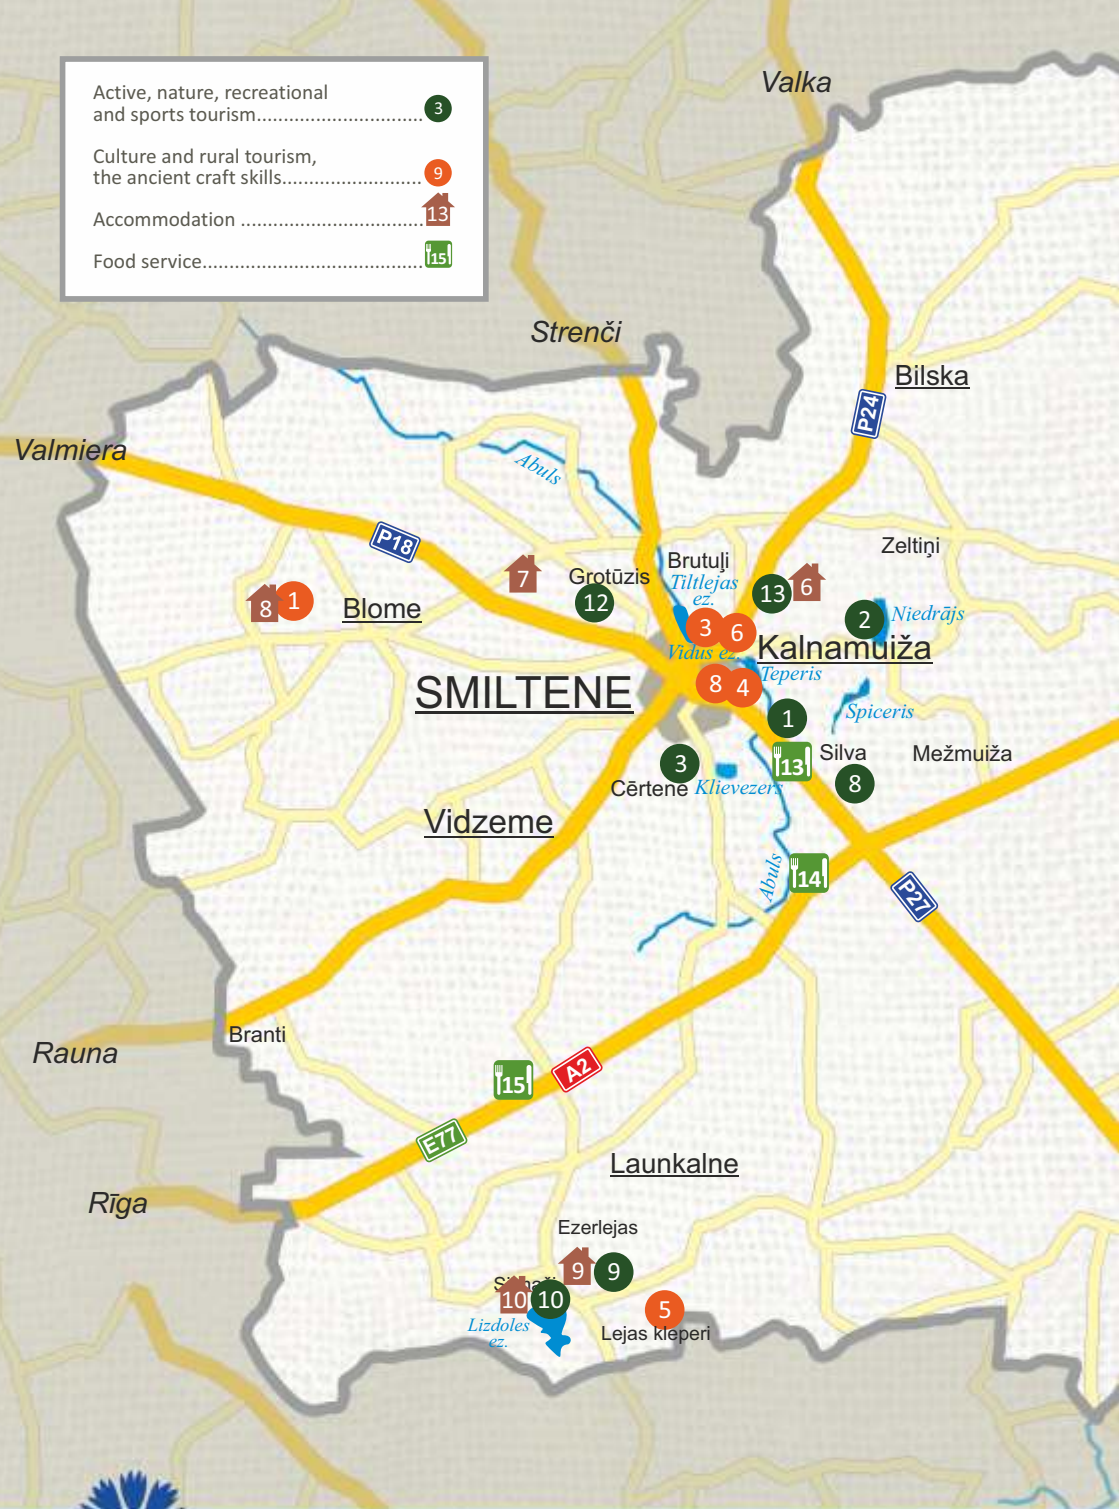 Active, nature, recreational
and sports tourism............................... 3
Culture and rural tourism,
the ancient craft skills.......................... 9
Accommodation .................................. 13
Food service......................................... 15
Valka
Strenči
Bilska
P24
Valmiera
Abuls
P18
Zeltiņi
Brutuļi
7
Grotūzis
Tiltlejas
ez.
13
6
8
1
Blome
12
2
Niedrājs
3
6
Vidus ez.
Kalnamuiža
Teperis
SMILTENE
8
4
Spiceris
1
3
13
Silva
Mežmuiža
8
Cērtene
Klievezers
Vidzeme
Abuls
14
P27
Branti
Rauna
15
A2
E77
Launkalne
Rīga
Ezerlejas
9
9
10
10
5
Lizdoles
ez.
Lejas kleperi